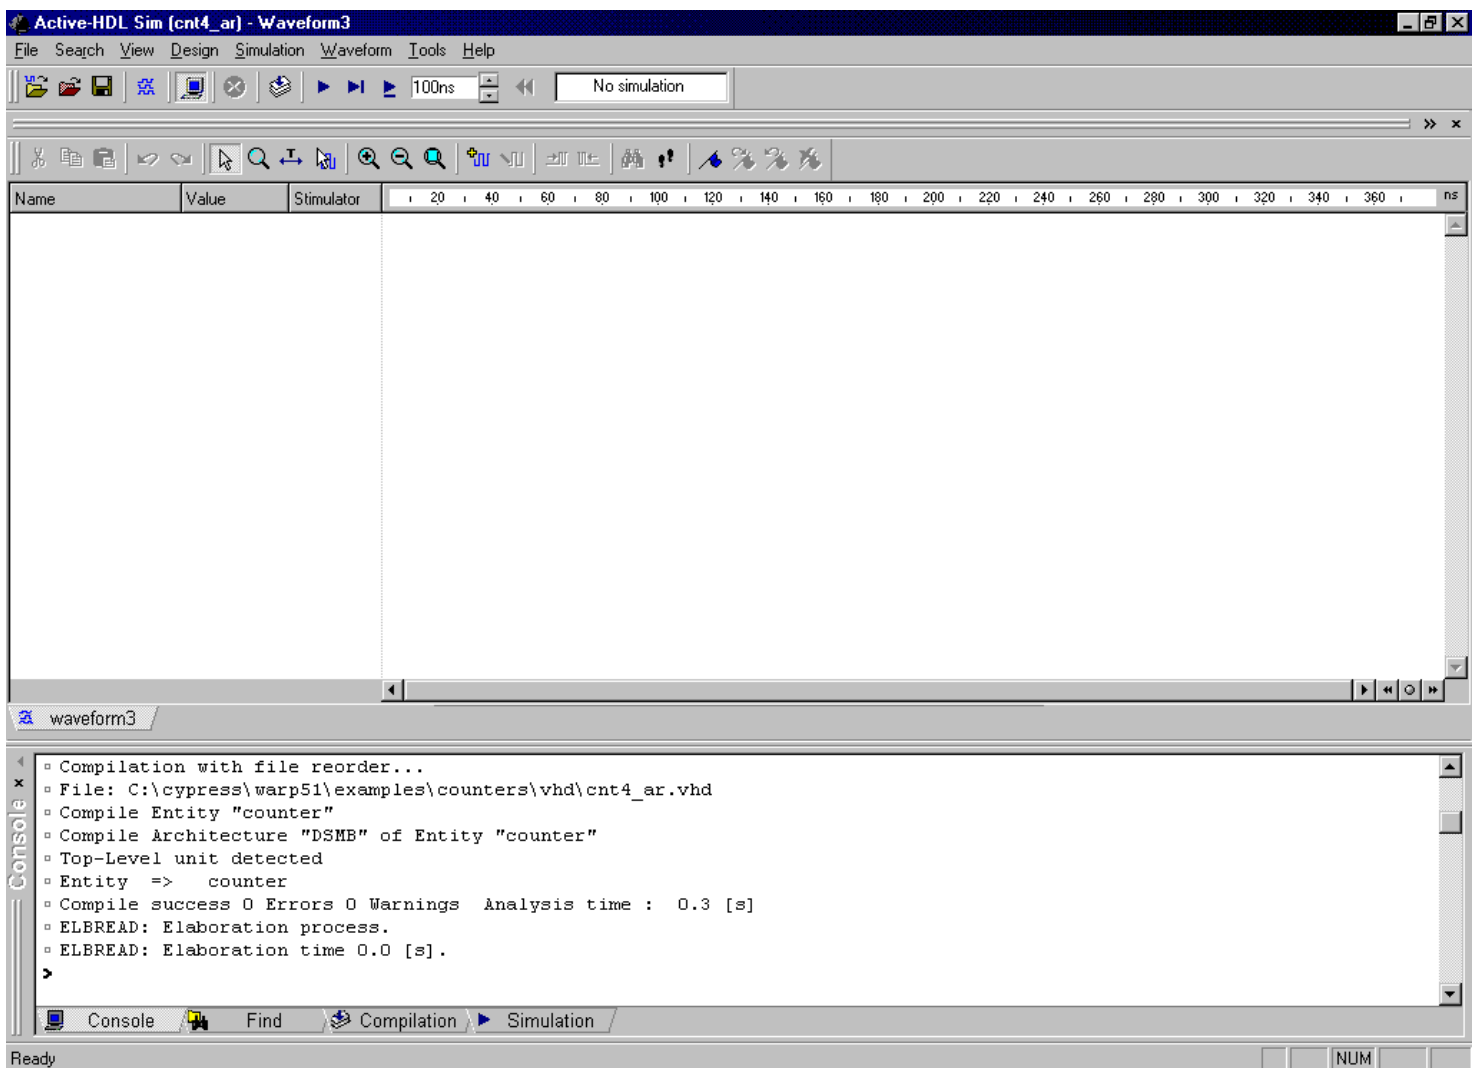 Active-HDL Sim (cnt4_ar) - Waveform3
File Search View Design Simulation Waveform Tools Help
100ns No simulation
Name Value Stimulator 20 40 60 80 100 120 140 160 180 200 220 240 260 280 300 320 340 360 ns
waveform3
Compilation with file reorder...
File: C:\cypress\warp51\examples\counters\vhd\cnt4_ar.vhd
Compile Entity "counter"
Compile Architecture "DSMB" of Entity "counter"
Top-Level unit detected
Entity => counter
Compile success 0 Errors 0 Warnings Analysis time : 0.3 [s]
ELBREAD: Elaboration process.
ELBREAD: Elaboration time 0.0 [s].
>
Console
Console Find Compilation Simulation
Ready NUM